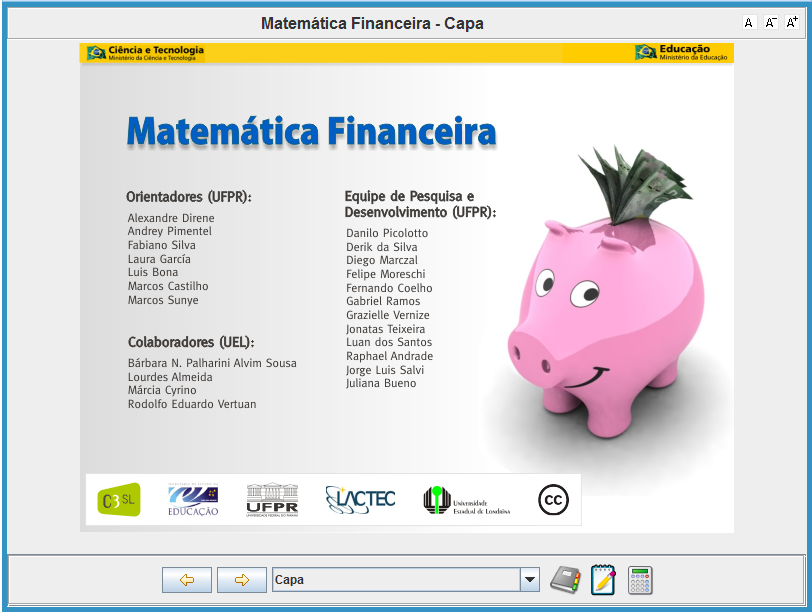 Matemática Financeira - Capa
A A- A+
Ciência e Tecnologia
Ministério da Ciência e Tecnologia
Educação
Ministério da Educação
Matemática Financeira
Orientadores (UFPR):
Alexandre Direne
Andrey Pimentel
Fabiano Silva
Laura García
Luis Bona
Marcos Castilho
Marcos Sunye
Colaboradores (UEL):
Bárbara N. Palharini Alvim Sousa
Lourdes Almeida
Márcia Cyrino
Rodolfo Eduardo Vertuan
Equipe de Pesquisa e
Desenvolvimento (UFPR):
Danilo Picolotto
Derik da Silva
Diego Marczal
Felipe Moreschi
Fernando Coelho
Gabriel Ramos
Grazielle Vernize
Jonatas Teixeira
Luan dos Santos
Raphael Andrade
Jorge Luis Salvi
Juliana Bueno
C3SL
EDUCAÇÃO
UFPR
UNIVERSIDADE FEDERAL DO PARANÁ
LACTEC
Universidade
Estadual de Londrina
cc
Capa